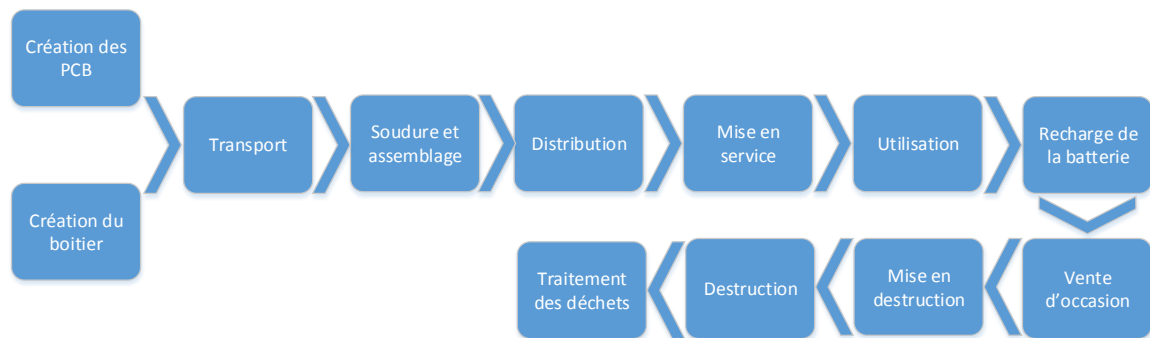 Création des
PCB
Création du
boitier
Transport
Soudure et
assemblage
Distribution
Mise en
service
Utilisation
Recharge de
la batterie
Vente
d’occasion
Mise en
destruction
Destruction
Traitement
des déchets